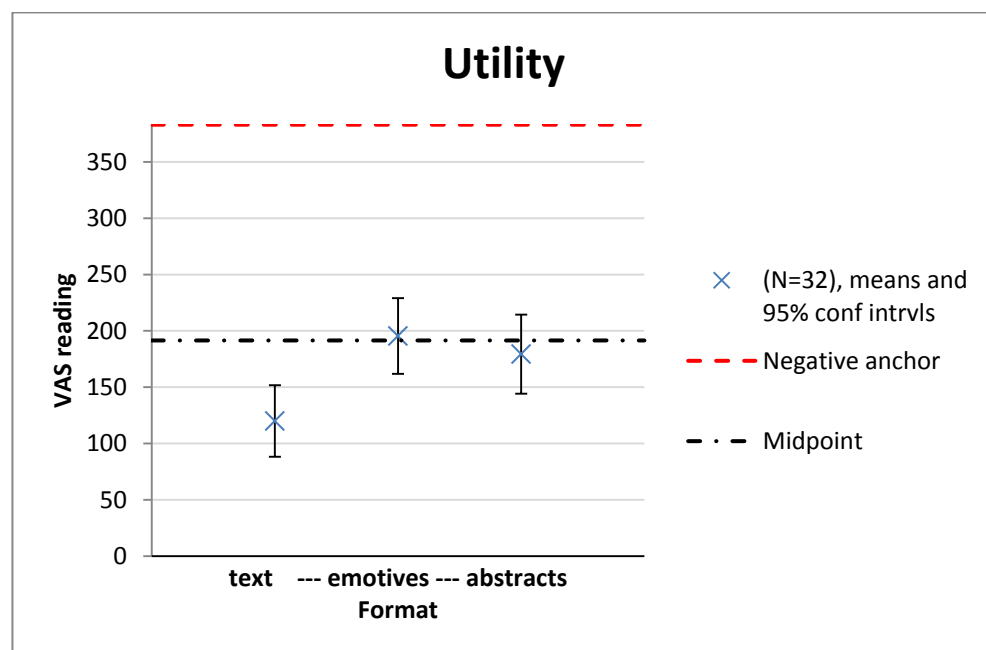 Utility
VAS reading
350
300
250
200
150
100
50
0
text --- emotives --- abstracts
Format
(N=32), means and
95% conf intrvls
Negative anchor
Midpoint